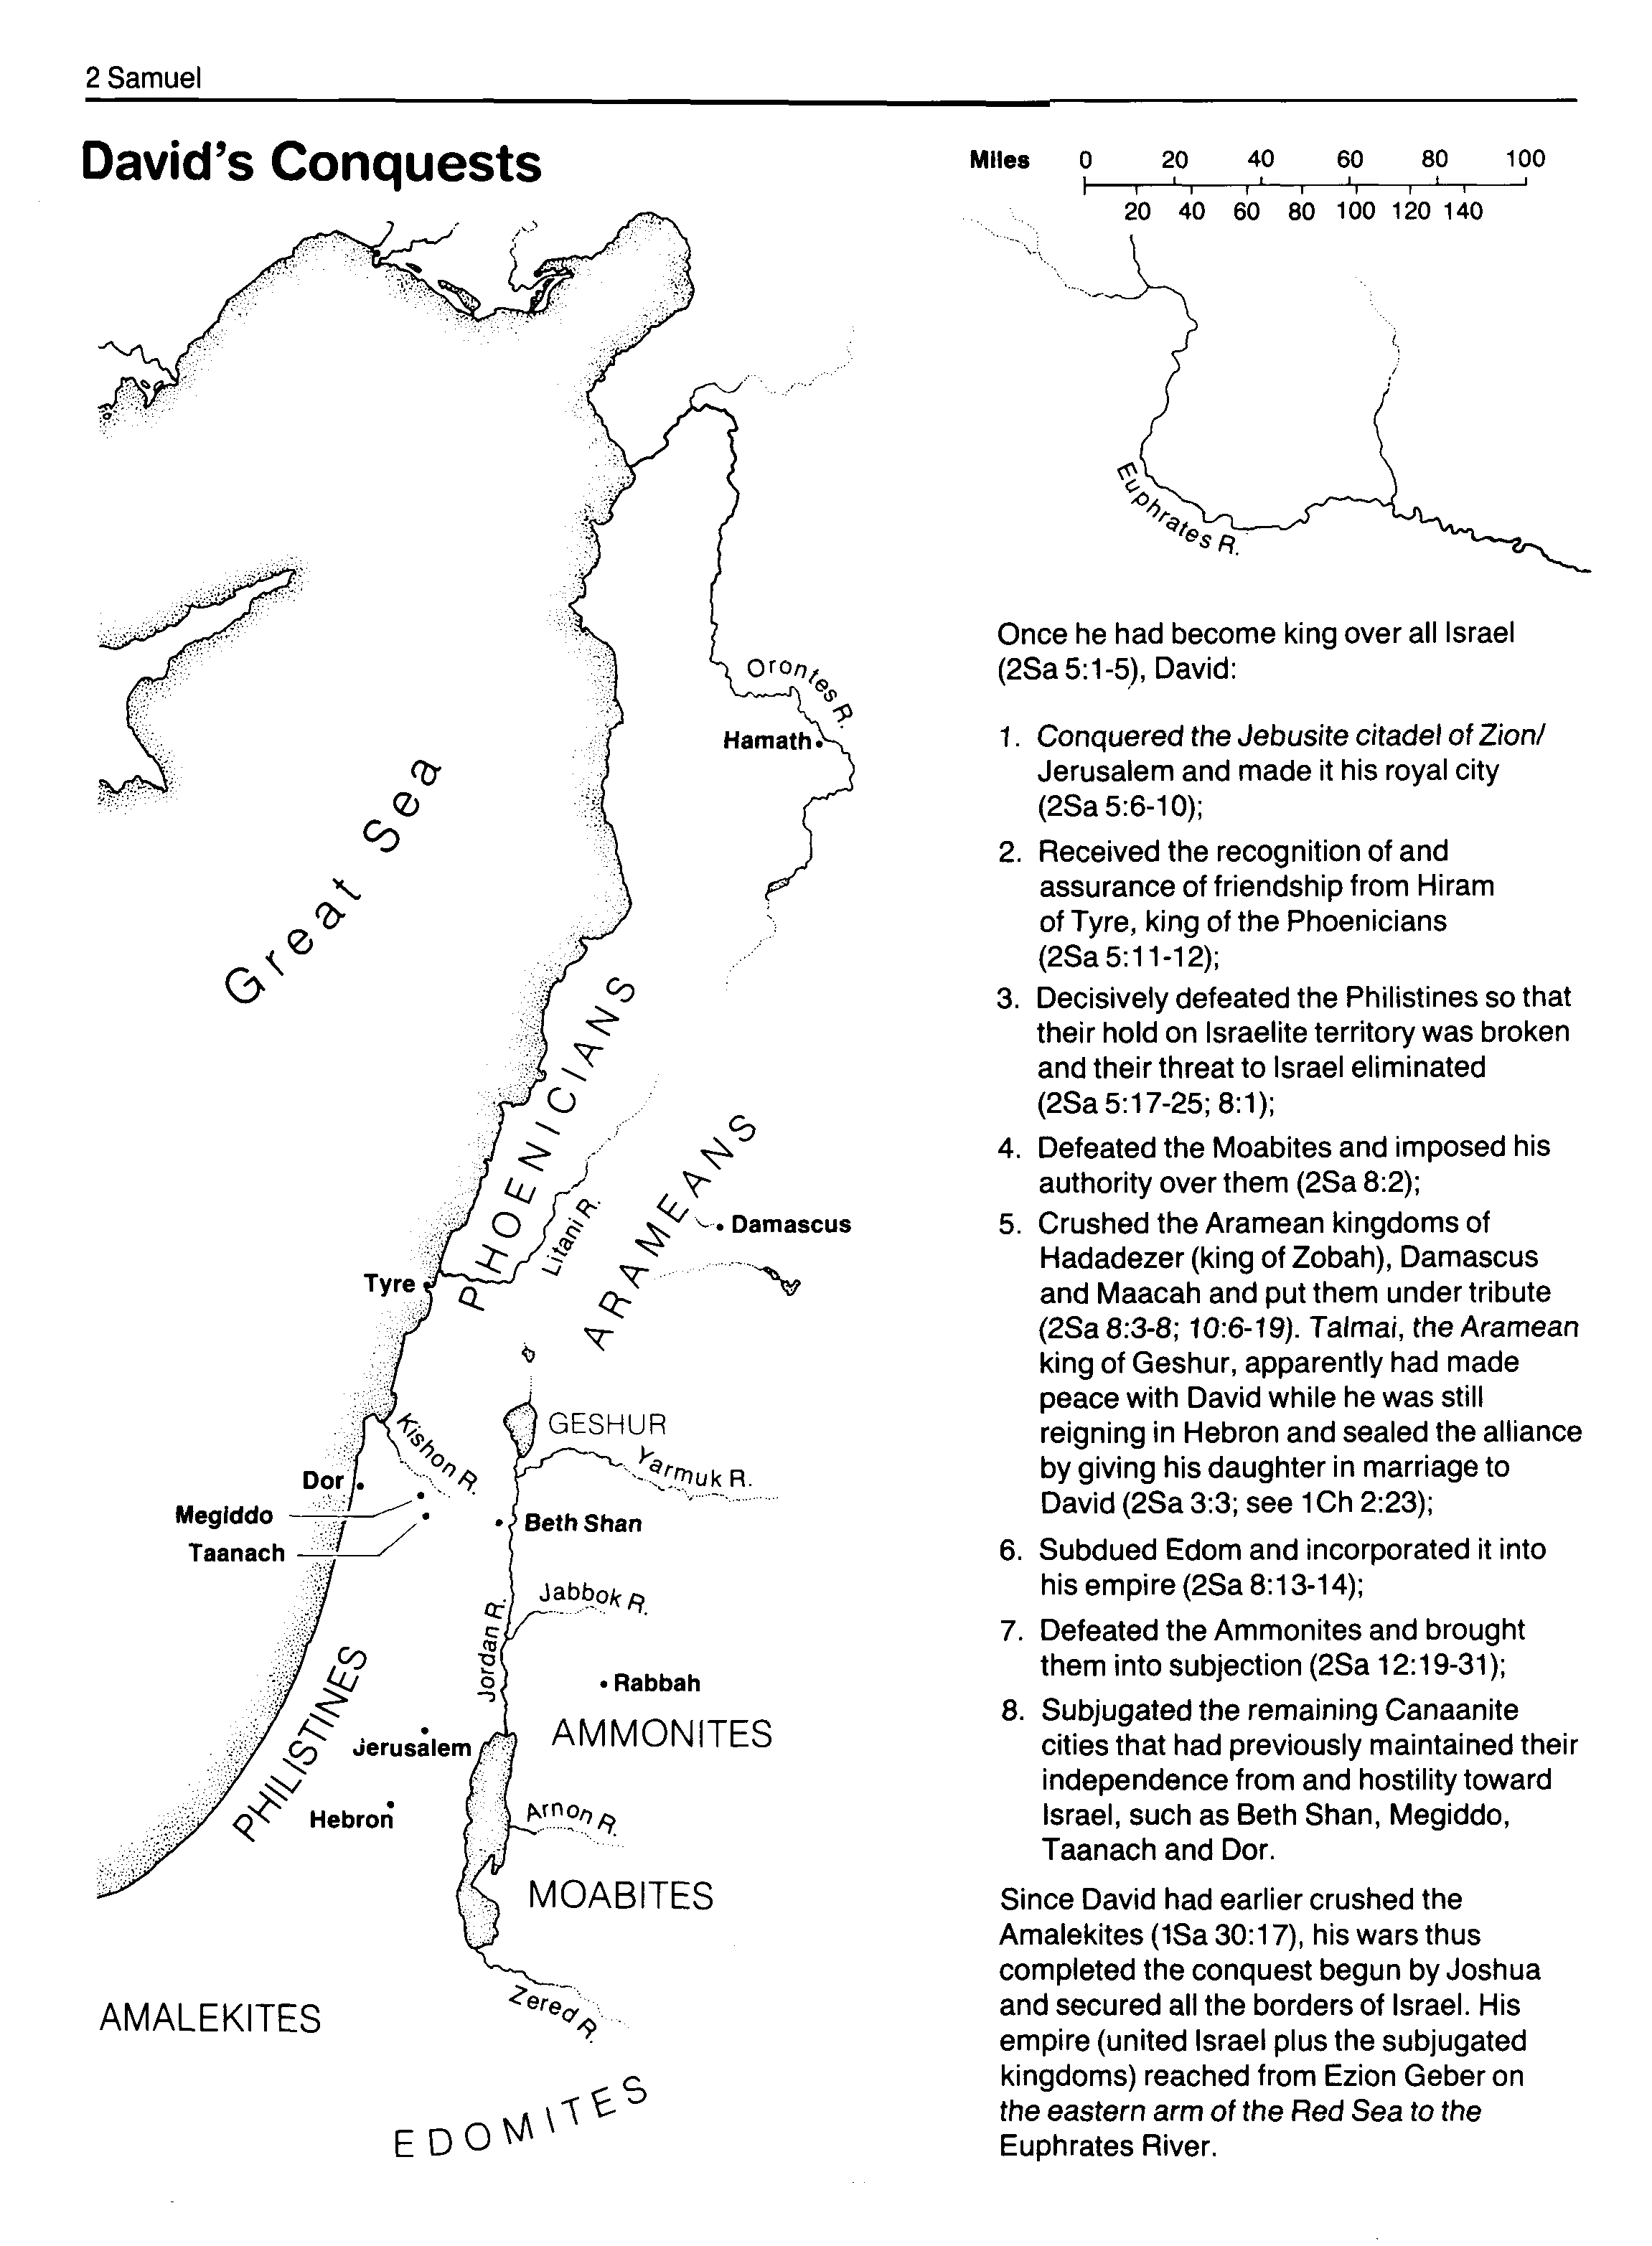 2 Samuel
David's Conquests
Miles 0 20 40 60 80 100
20 40 60 80 100 120 140
Euphrates R.
Orontes R.
Hamath
Great Sea
PHOENICIANS
Litani R.
ARAMEANS
Damascus
Tyre
GESHUR
Kishon R.
Yarmuk R.
Dor
Megiddo
Beth Shan
Taanach
Jabbok R.
Jordan R.
Rabbah
PHILISTINES
AMMONITES
Jerusalem
Hebron
Arnon R.
MOABITES
Zered R.
AMALEKITES
EDOMITES
Once he had become king over all Israel
(2Sa 5:1-5), David:
1. Conquered the Jebusite citadel of Zion/
Jerusalem and made it his royal city
(2Sa 5:6-10);
2. Received the recognition of and
assurance of friendship from Hiram
of Tyre, king of the Phoenicians
(2Sa 5:11-12);
3. Decisively defeated the Philistines so that
their hold on Israelite territory was broken
and their threat to Israel eliminated
(2Sa 5:17-25; 8:1);
4. Defeated the Moabites and imposed his
authority over them (2Sa 8:2);
5. Crushed the Aramean kingdoms of
Hadadezer (king of Zobah), Damascus
and Maacah and put them under tribute
(2Sa 8:3-8; 10:6-19). Talmai, the Aramean
king of Geshur, apparently had made
peace with David while he was still
reigning in Hebron and sealed the alliance
by giving his daughter in marriage to
David (2Sa 3:3; see 1Ch 2:23);
6. Subdued Edom and incorporated it into
his empire (2Sa 8:13-14);
7. Defeated the Ammonites and brought
them into subjection (2Sa 12:19-31);
8. Subjugated the remaining Canaanite
cities that had previously maintained their
independence from and hostility toward
Israel, such as Beth Shan, Megiddo,
Taanach and Dor.
Since David had earlier crushed the
Amalekites (1Sa 30:17), his wars thus
completed the conquest begun by Joshua
and secured all the borders of Israel. His
empire (united Israel plus the subjugated
kingdoms) reached from Ezion Geber on
the eastern arm of the Red Sea to the
Euphrates River.